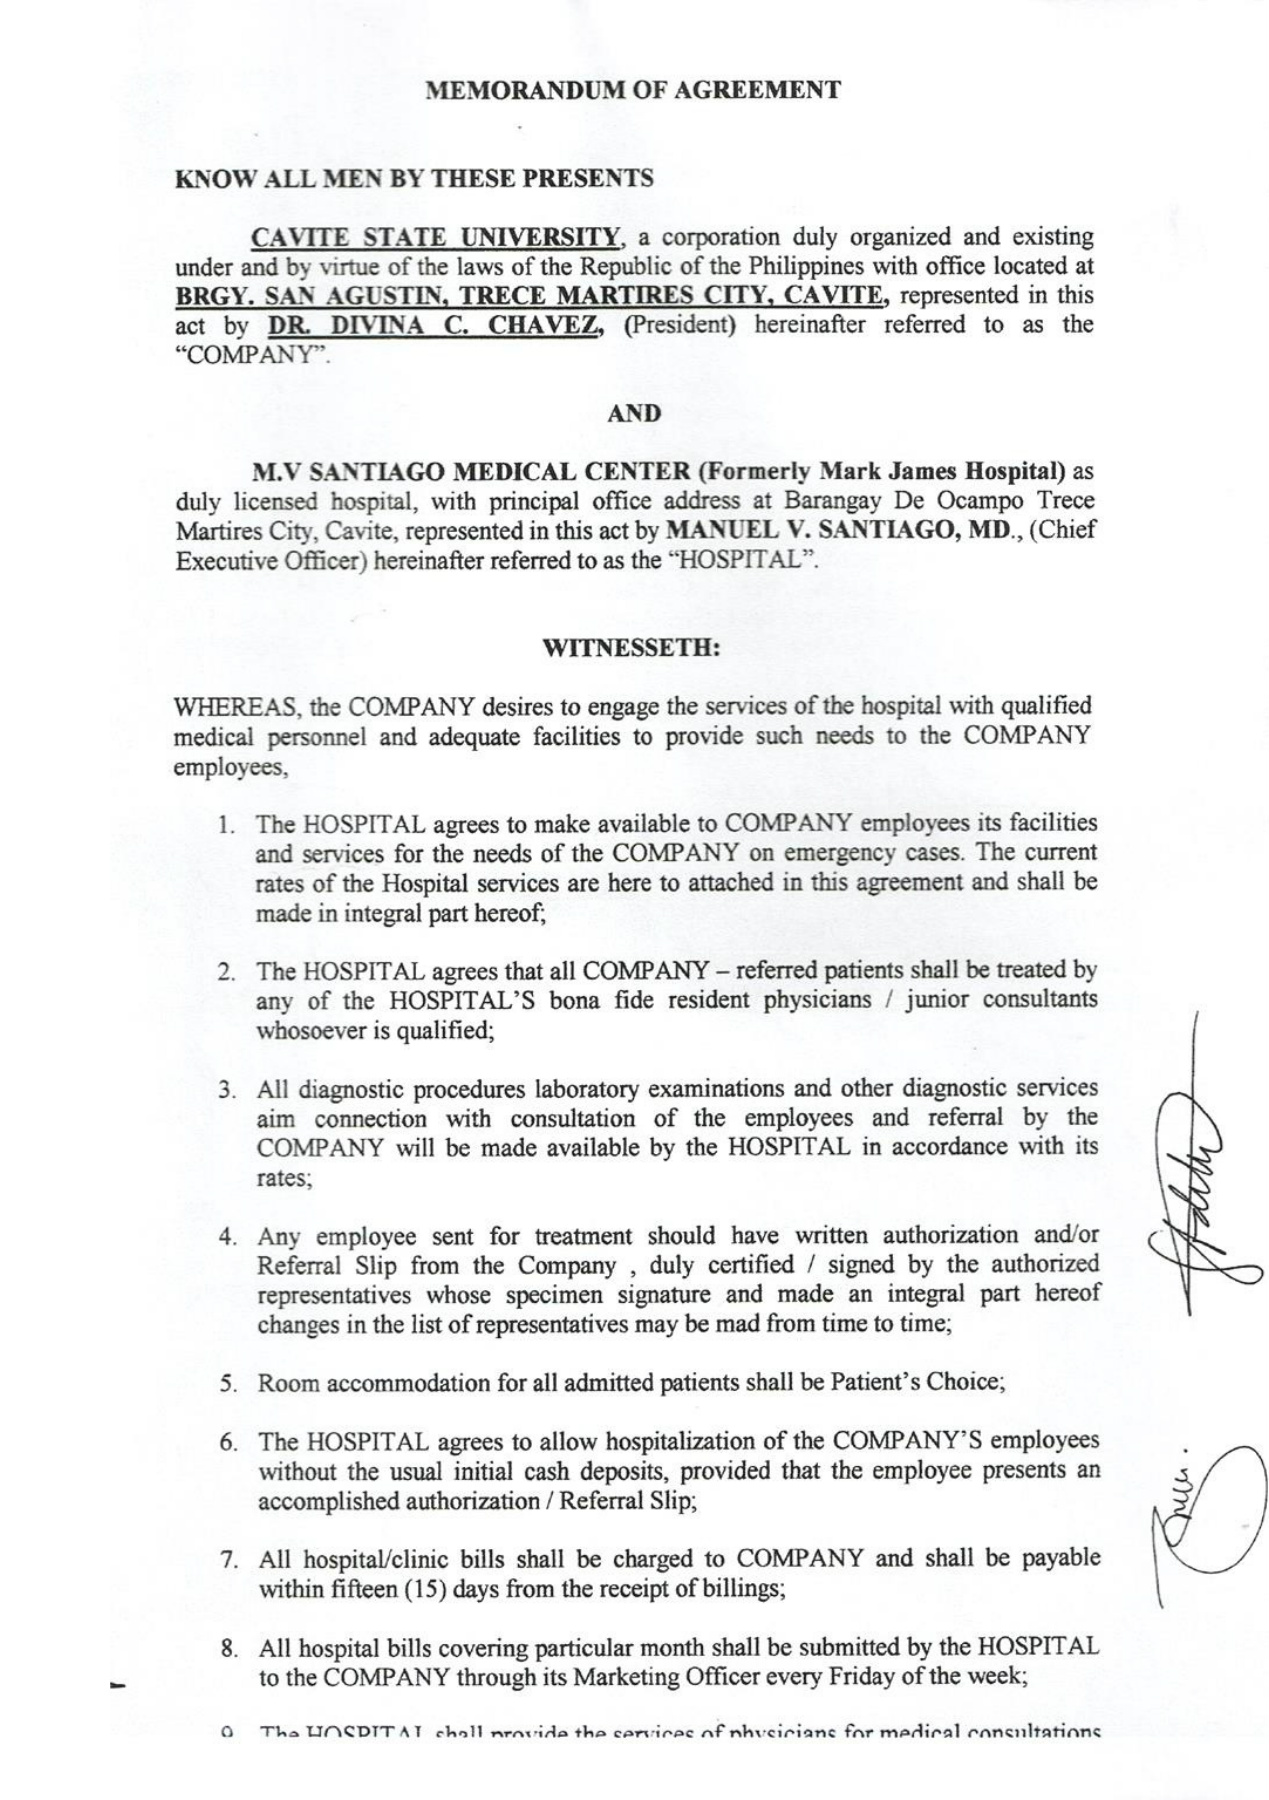 MEMORANDUM OF AGREEMENT
KNOW ALL MEN BY THESE PRESENTS
CAVITE STATE UNIVERSITY, a corporation duly organized and existing
under and by virtue of the laws of the Republic of the Philippines with office located at
BRGY. SAN AGUSTIN, TRECE MARTIRES CITY, CAVITE, represented in this
act by DR. DIVINA C. CHAVEZ, (President) hereinafter referred to as the
“COMPANY”.
AND
M.V SANTIAGO MEDICAL CENTER (Formerly Mark James Hospital) as
duly licensed hospital, with principal office address at Barangay De Ocampo Trece
Martires City, Cavite, represented in this act by MANUEL V. SANTIAGO, MD., (Chief
Executive Officer) hereinafter referred to as the “HOSPITAL”.
WITNESSETH:
WHEREAS, the COMPANY desires to engage the services of the hospital with qualified
medical personnel and adequate facilities to provide such needs to the COMPANY
employees,
1. The HOSPITAL agrees to make available to COMPANY employees its facilities
and services for the needs of the COMPANY on emergency cases. The current
rates of the Hospital services are here to attached in this agreement and shall be
made in integral part hereof;
2. The HOSPITAL agrees that all COMPANY – referred patients shall be treated by
any of the HOSPITAL’S bona fide resident physicians / junior consultants
whosoever is qualified;
3. All diagnostic procedures laboratory examinations and other diagnostic services
aim connection with consultation of the employees and referral by the
COMPANY will be made available by the HOSPITAL in accordance with its
rates;
4. Any employee sent for treatment should have written authorization and/or
Referral Slip from the Company , duly certified / signed by the authorized
representatives whose specimen signature and made an integral part hereof
changes in the list of representatives may be mad from time to time;
5. Room accommodation for all admitted patients shall be Patient’s Choice;
6. The HOSPITAL agrees to allow hospitalization of the COMPANY’S employees
without the usual initial cash deposits, provided that the employee presents an
accomplished authorization / Referral Slip;
7. All hospital/clinic bills shall be charged to COMPANY and shall be payable
within fifteen (15) days from the receipt of billings;
8. All hospital bills covering particular month shall be submitted by the HOSPITAL
to the COMPANY through its Marketing Officer every Friday of the week;
9 The HOSPITAL shall provide the services of physicians for medical consultations